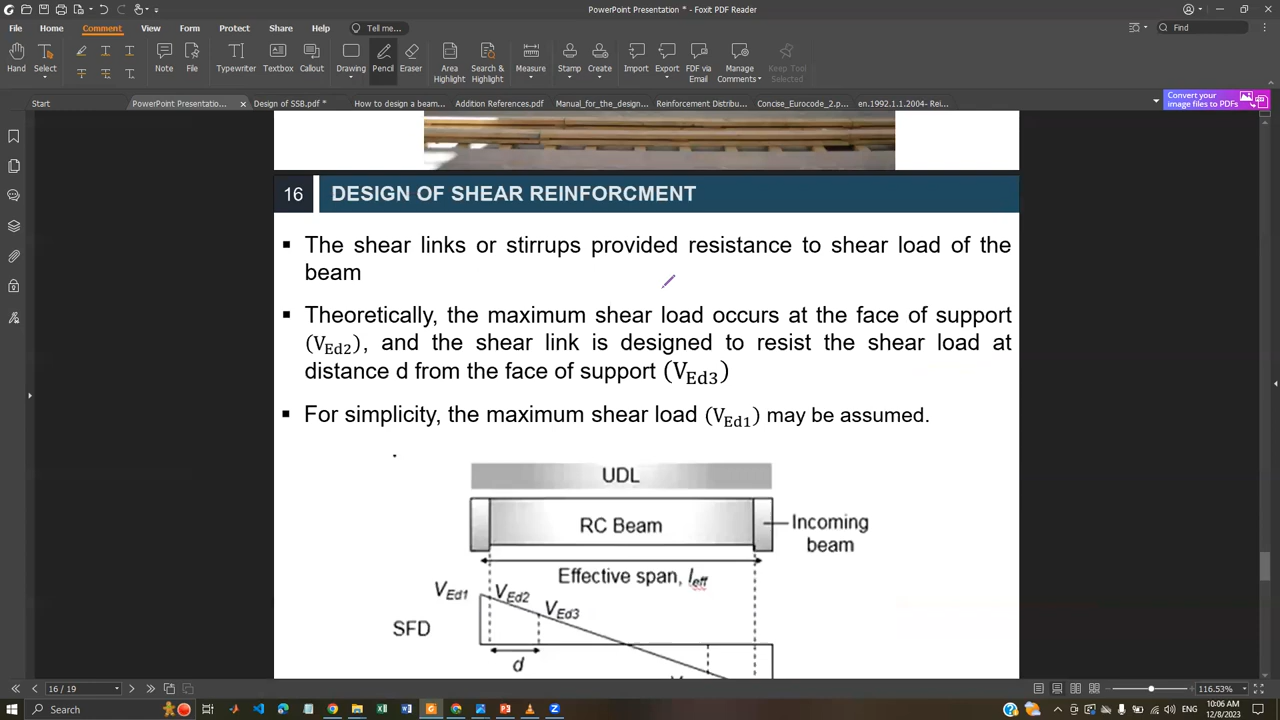 PowerPoint Presentation * - Foxit PDF Reader
File Home Comment View Form Protect Share Help Tell me... Find
Hand Select Note File Typewriter Textbox Callout Drawing Pencil Eraser Area Highlight Search & Highlight Measure Stamp Create Import Export FDF via Email Manage Comments Keep Tool Selected
Start PowerPoint Presentatio... Design of SSB.pdf * How to design a beam... Addition References.pdf Manual_for_the_design... Reinforcement Distribu... Concise_Eurocode_2.p... en.1992.1.1.2004- Rei... Convert your image files to PDFs
16 DESIGN OF SHEAR REINFORCMENT
▪ The shear links or stirrups provided resistance to shear load of the
beam
▪ Theoretically, the maximum shear load occurs at the face of support
(VEd2), and the shear link is designed to resist the shear load at
distance d from the face of support (VEd3)
▪ For simplicity, the maximum shear load (VEd1) may be assumed.
UDL
RC Beam
Incoming
beam
Effective span, leff
VEd1 VEd2
VEd3
SFD
d
16 / 19 116.53%
Search 10:06 AM
12/8/2023